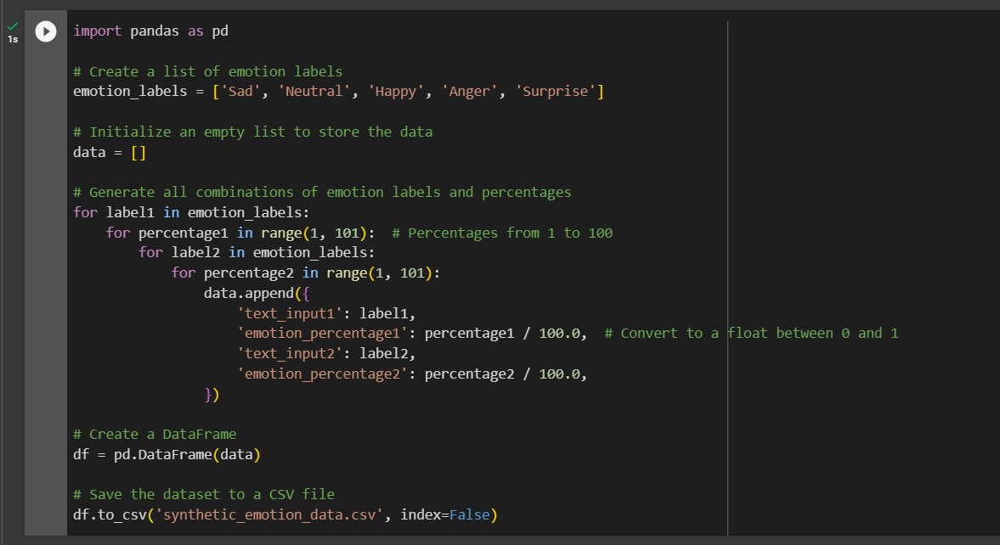 1s
import pandas as pd
# Create a list of emotion labels
emotion_labels = ['Sad', 'Neutral', 'Happy', 'Anger', 'Surprise']
# Initialize an empty list to store the data
data = []
# Generate all combinations of emotion labels and percentages
for label1 in emotion_labels:
    for percentage1 in range(1, 101):  # Percentages from 1 to 100
        for label2 in emotion_labels:
            for percentage2 in range(1, 101):
                data.append({
                    'text_input1': label1,
                    'emotion_percentage1': percentage1 / 100.0,  # Convert to a float between 0 and 1
                    'text_input2': label2,
                    'emotion_percentage2': percentage2 / 100.0,
                })
# Create a DataFrame
df = pd.DataFrame(data)
# Save the dataset to a CSV file
df.to_csv('synthetic_emotion_data.csv', index=False)